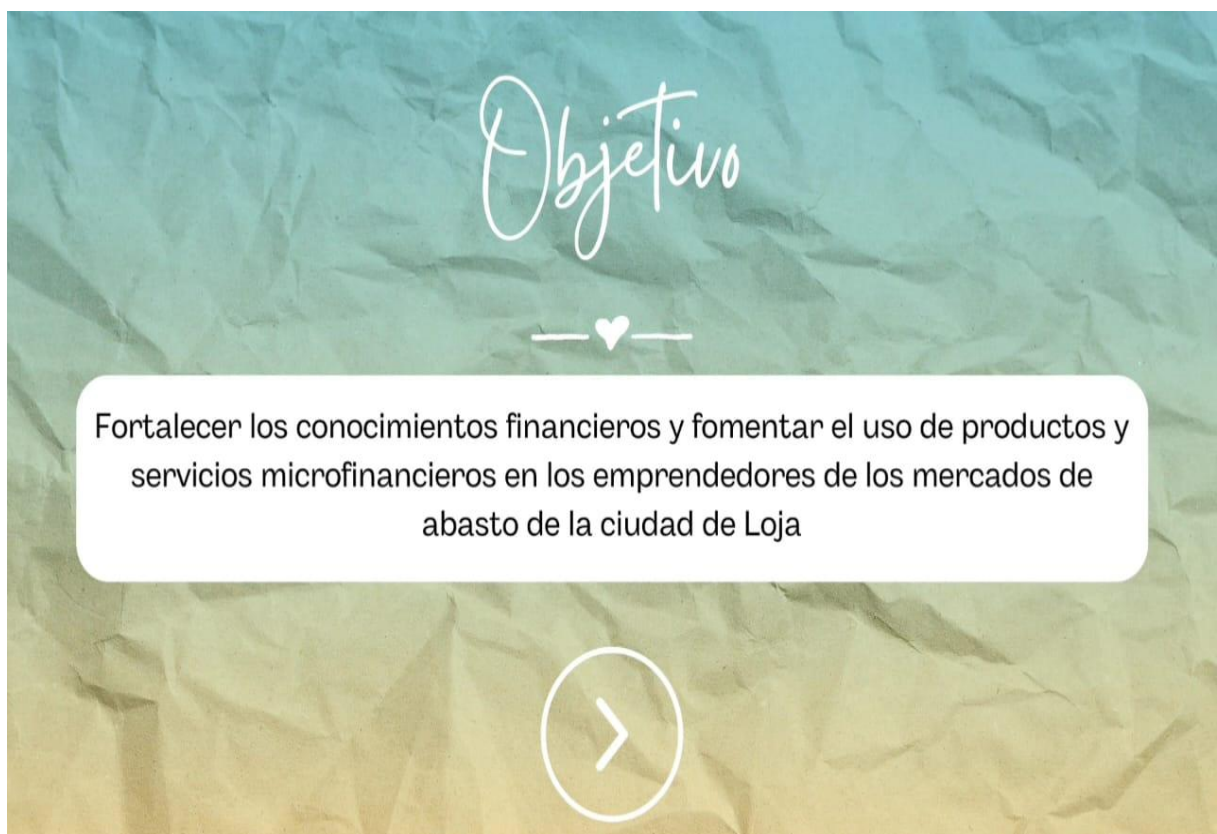 Objetivo
Fortalecer los conocimientos financieros y fomentar el uso de productos y
servicios microfinancieros en los emprendedores de los mercados de
abasto de la ciudad de Loja